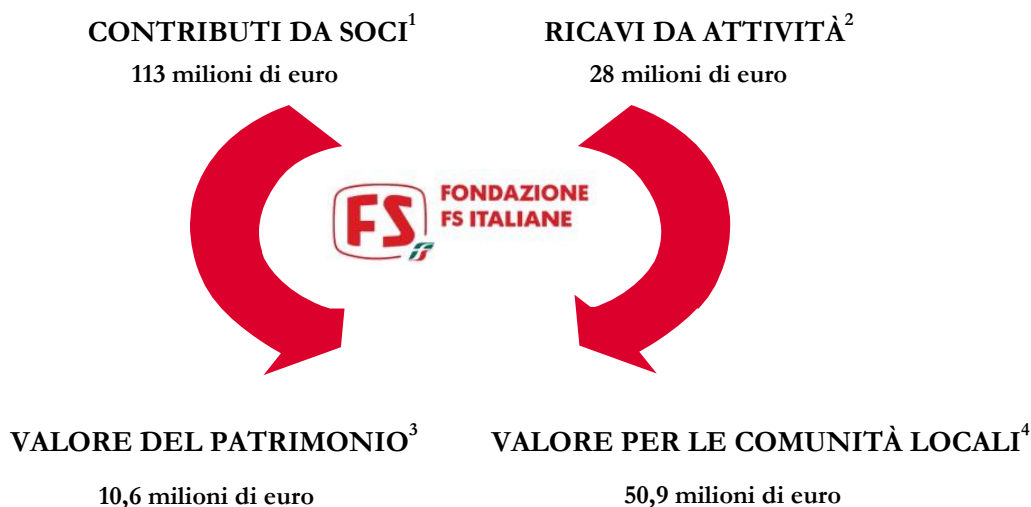 CONTRIBUTI DA SOCI¹
113 milioni di euro
RICAVI DA ATTIVITÀ²
28 milioni di euro
FS
FONDAZIONE
FS ITALIANE
VALORE DEL PATRIMONIO³
10,6 milioni di euro
VALORE PER LE COMUNITÀ LOCALI⁴
50,9 milioni di euro